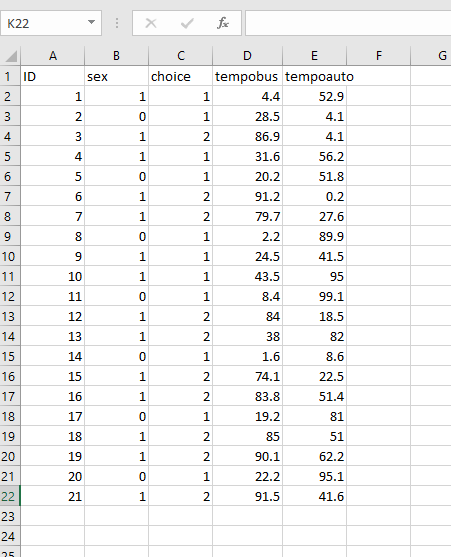 K22 fx
A B C D E F G
1 ID sex choice tempobus tempoauto
2 1 1 1 4.4 52.9
3 2 0 1 28.5 4.1
4 3 1 2 86.9 4.1
5 4 1 1 31.6 56.2
6 5 0 1 20.2 51.8
7 6 1 2 91.2 0.2
8 7 1 2 79.7 27.6
9 8 0 1 2.2 89.9
10 9 1 1 24.5 41.5
11 10 1 1 43.5 95
12 11 0 1 8.4 99.1
13 12 1 2 84 18.5
14 13 1 2 38 82
15 14 0 1 1.6 8.6
16 15 1 2 74.1 22.5
17 16 1 2 83.8 51.4
18 17 0 1 19.2 81
19 18 1 2 85 51
20 19 1 2 90.1 62.2
21 20 0 1 22.2 95.1
22 21 1 2 91.5 41.6
23
24
25